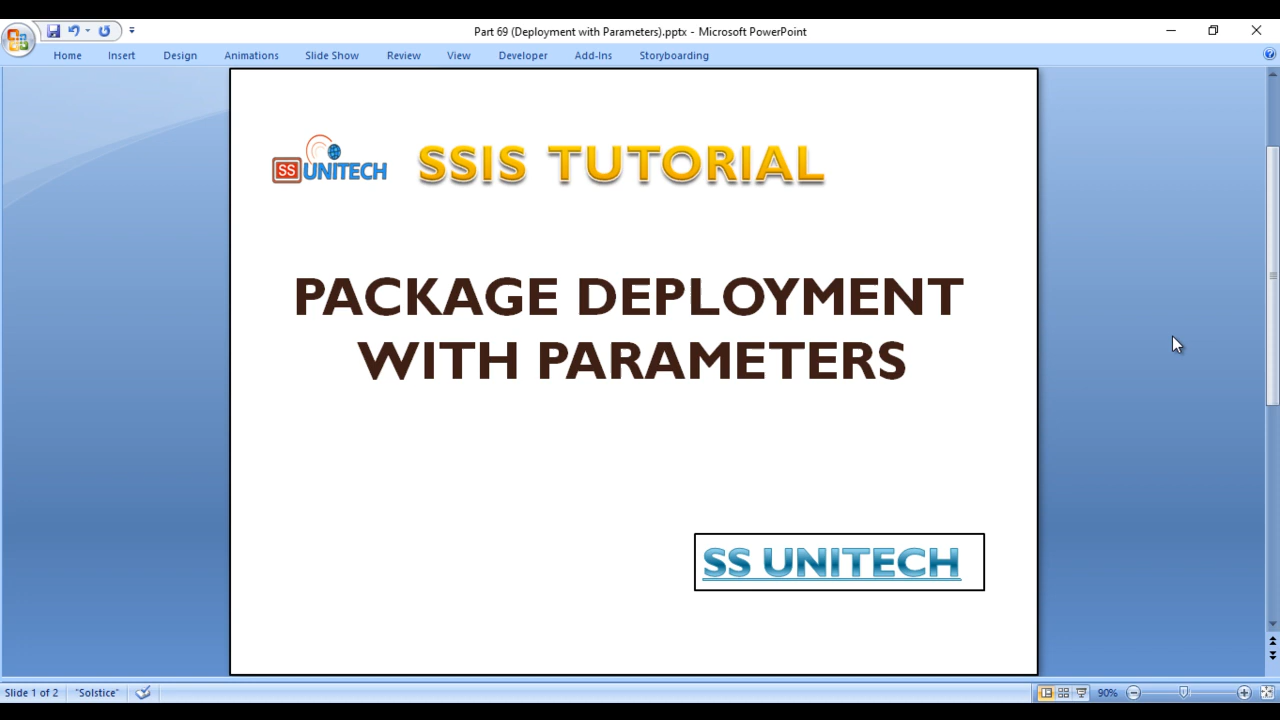 Part 69 (Deployment with Parameters).pptx - Microsoft PowerPoint
Home Insert Design Animations Slide Show Review View Developer Add-Ins Storyboarding
SS UNITECH SSIS TUTORIAL
PACKAGE DEPLOYMENT
WITH PARAMETERS
SS UNITECH
Slide 1 of 2 "Solstice" 90%